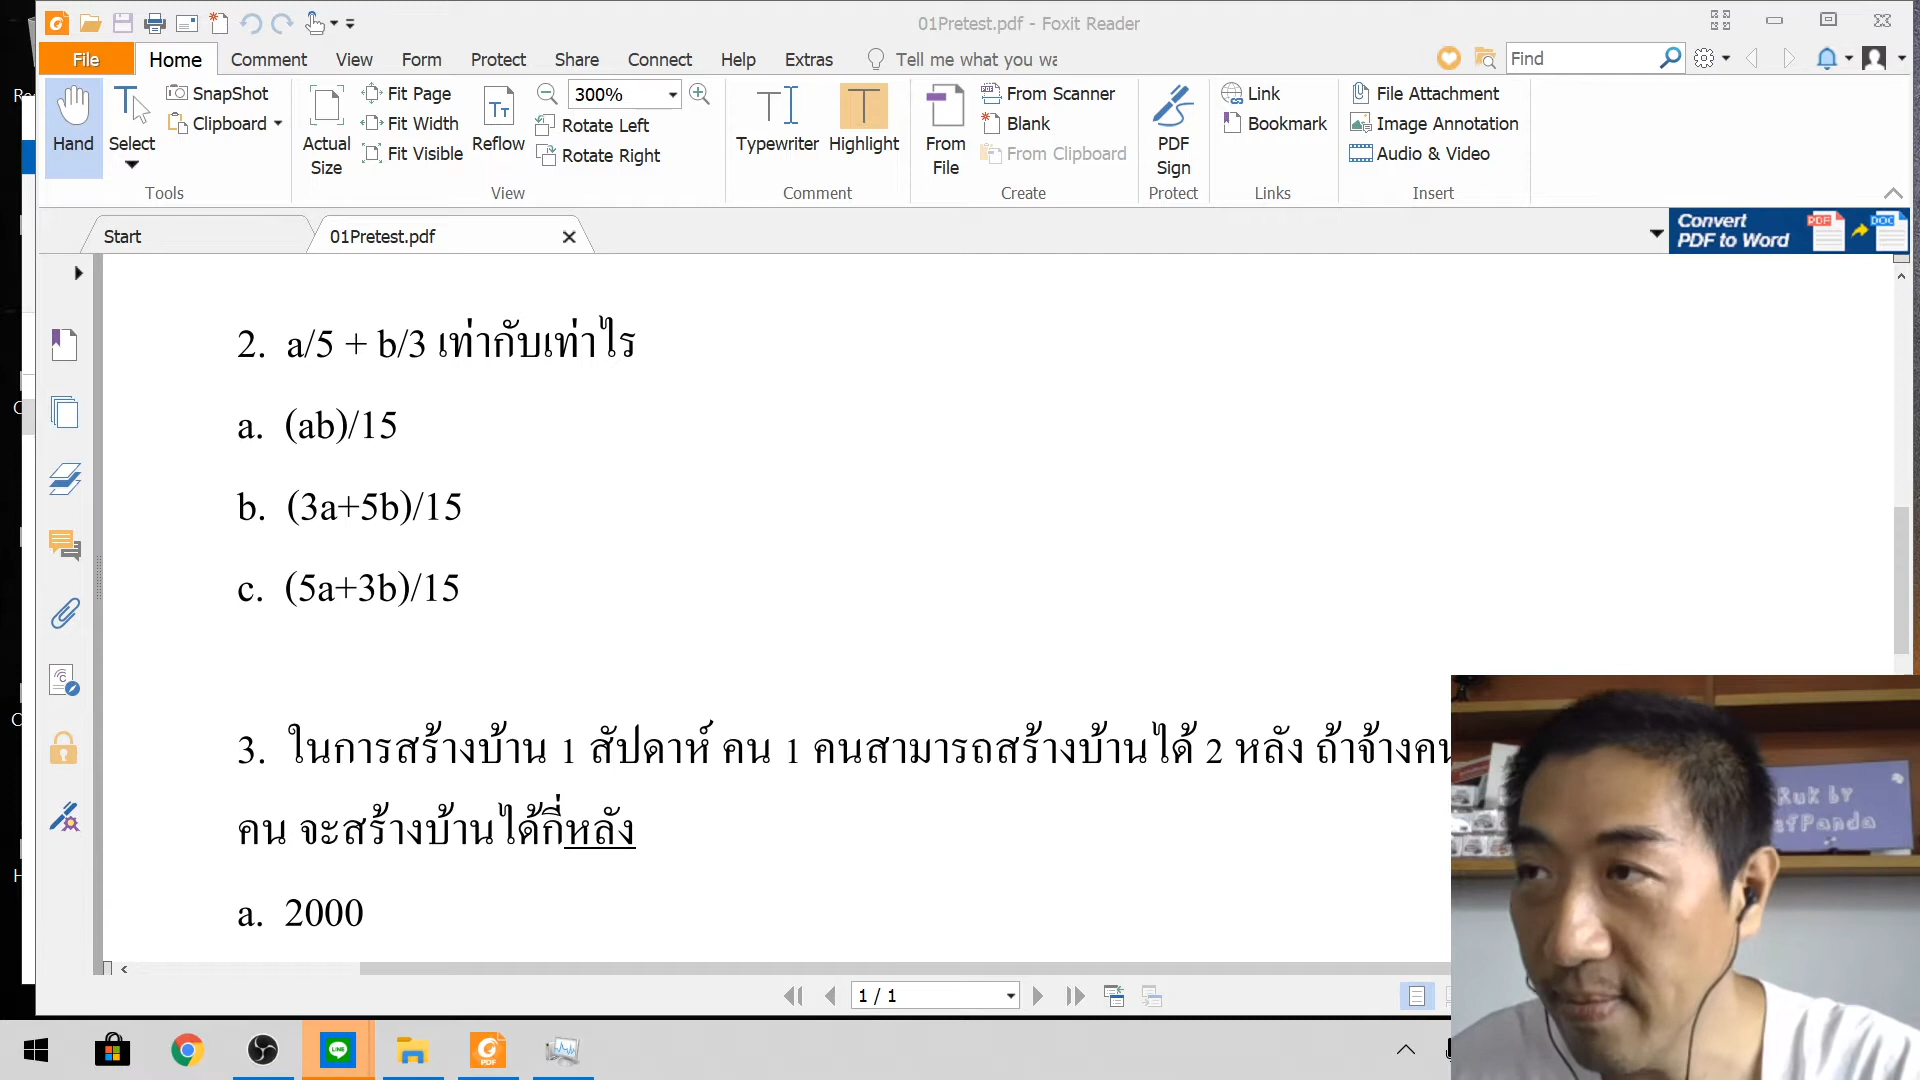 01Pretest.pdf - Foxit Reader
File Home Comment View Form Protect Share Connect Help Extras Tell me what you wa Find
Hand
Select
SnapShot
Clipboard
Tools
Actual Size
Fit Page
Fit Width
Fit Visible
Reflow
300%
Rotate Left
Rotate Right
View
Typewriter
Highlight
Comment
From File
From Scanner
Blank
From Clipboard
Create
PDF Sign
Protect
Link
Bookmark
Links
File Attachment
Image Annotation
Audio & Video
Insert
Start
01Pretest.pdf
Convert
PDF to Word
PDF
DOC
2. a/5 + b/3 เท่ากับเท่าไร
a. (ab)/15
b. (3a+5b)/15
c. (5a+3b)/15
3. ในการสร้างบ้าน 1 สัปดาห์ คน 1 คนสามารถสร้างบ้านได้ 2 หลัง ถ้าจ้างคน
คน จะสร้างบ้านได้กี่หลัง
a. 2000
Ruk by
1 / 1
LINE
PDF